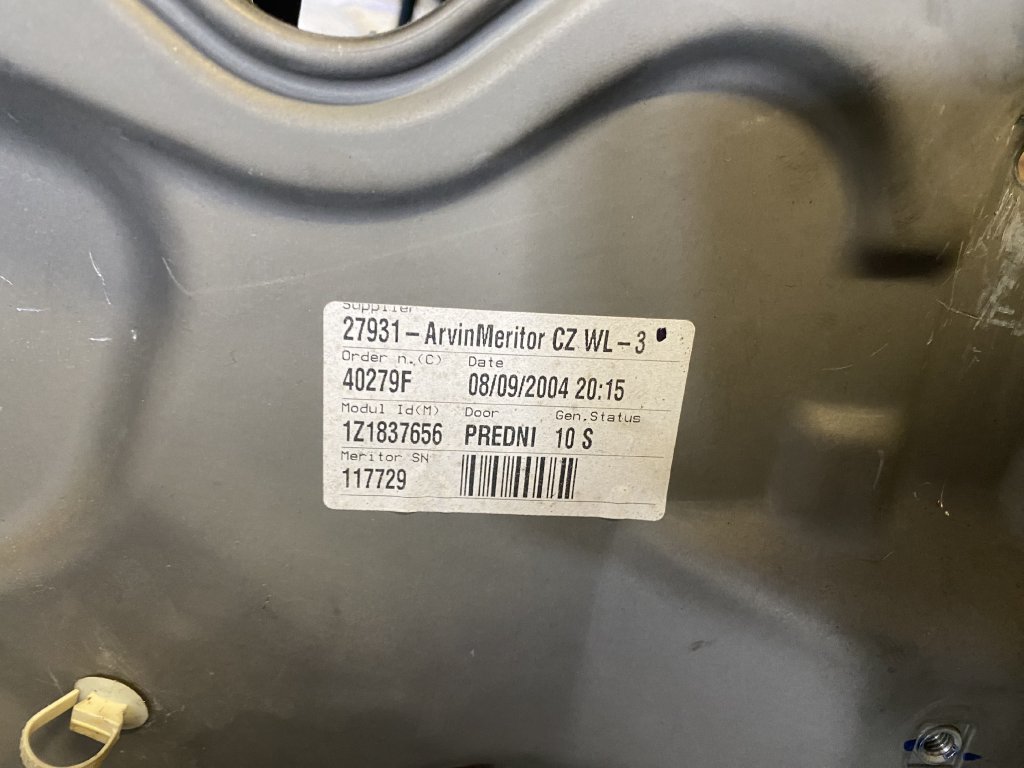 Supplier
27931 - ArvinMeritor CZ WL - 3
Order n.(C) Date
40279F 08/09/2004 20:15
Modul Id(M) Door Gen.Status
1Z1837656 PREDNI 10 S
Meritor SN
117729